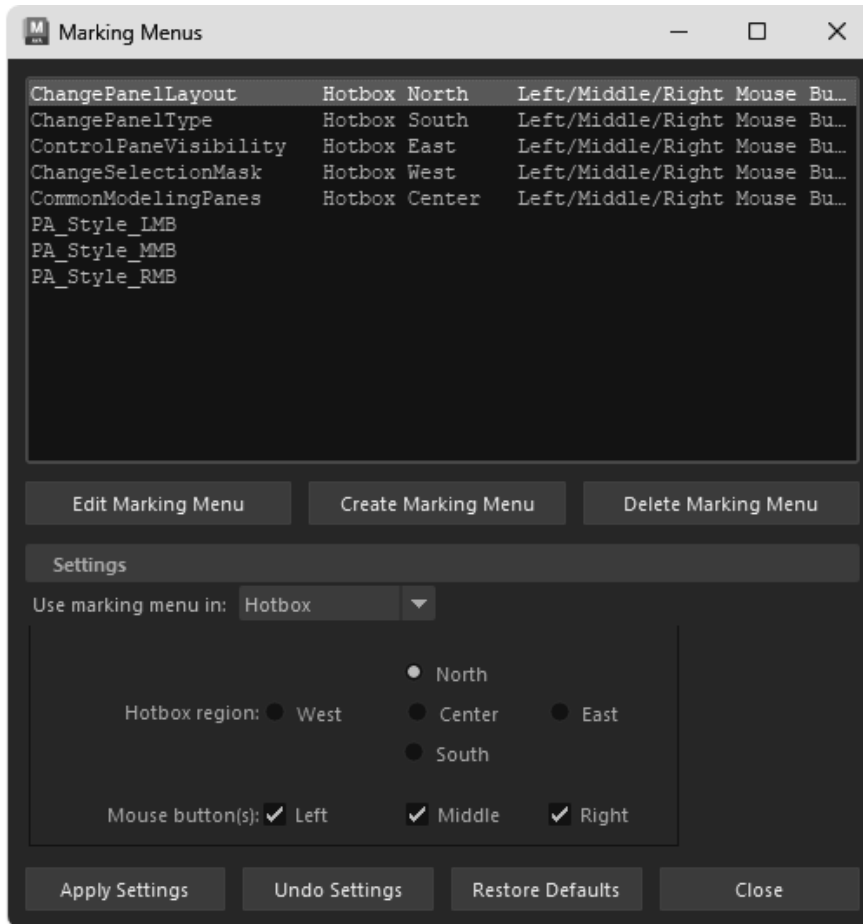 Marking Menus
ChangePanelLayout Hotbox North Left/Middle/Right Mouse Bu…
ChangePanelType Hotbox South Left/Middle/Right Mouse Bu…
ControlPaneVisibility Hotbox East Left/Middle/Right Mouse Bu…
ChangeSelectionMask Hotbox West Left/Middle/Right Mouse Bu…
CommonModelingPanes Hotbox Center Left/Middle/Right Mouse Bu…
PA_Style_LMB
PA_Style_MMB
PA_Style_RMB
Edit Marking Menu Create Marking Menu Delete Marking Menu
Settings
Use marking menu in: Hotbox
North
Hotbox region: West Center East
South
Mouse button(s): Left Middle Right
Apply Settings Undo Settings Restore Defaults Close